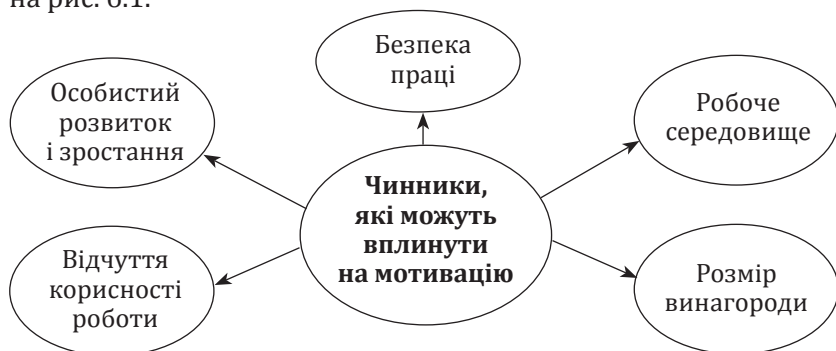 на рис. 6.1.
Безпека
праці
Особистий
розвиток
і зростання
Робоче
середовище
Чинники,
які можуть
вплинути
на мотивацію
Відчуття
корисності
роботи
Розмір
винагороди